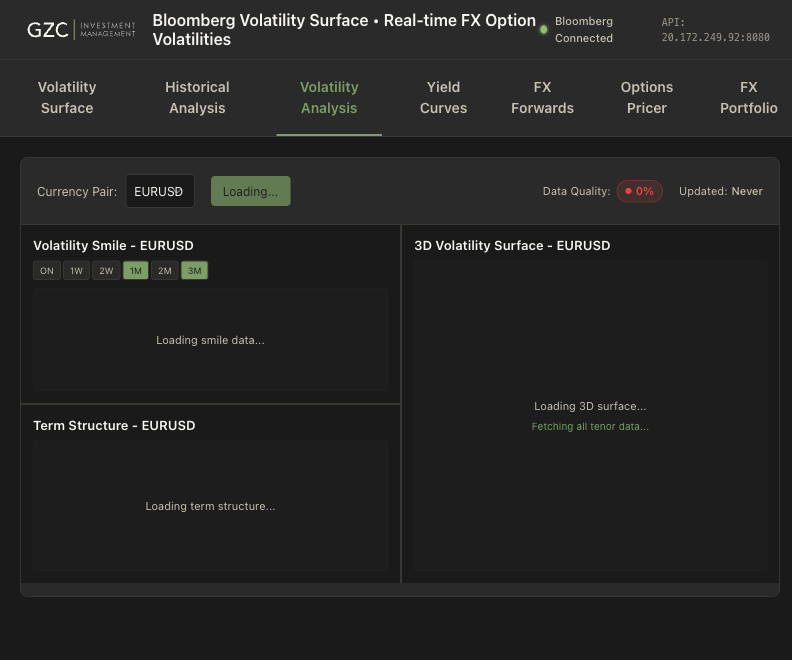 GZC INVESTMENT MANAGEMENT
Bloomberg Volatility Surface • Real-time FX Option
Volatilities
Bloomberg
Connected
API:
20.172.249.92:8080
Volatility
Surface
Historical
Analysis
Volatility
Analysis
Yield
Curves
FX
Forwards
Options
Pricer
FX
Portfolio
Currency Pair: EURUSD Loading... Data Quality: 0% Updated: Never
Volatility Smile - EURUSD
ON 1W 2W 1M 2M 3M
Loading smile data...
Term Structure - EURUSD
Loading term structure...
3D Volatility Surface - EURUSD
Loading 3D surface...
Fetching all tenor data...